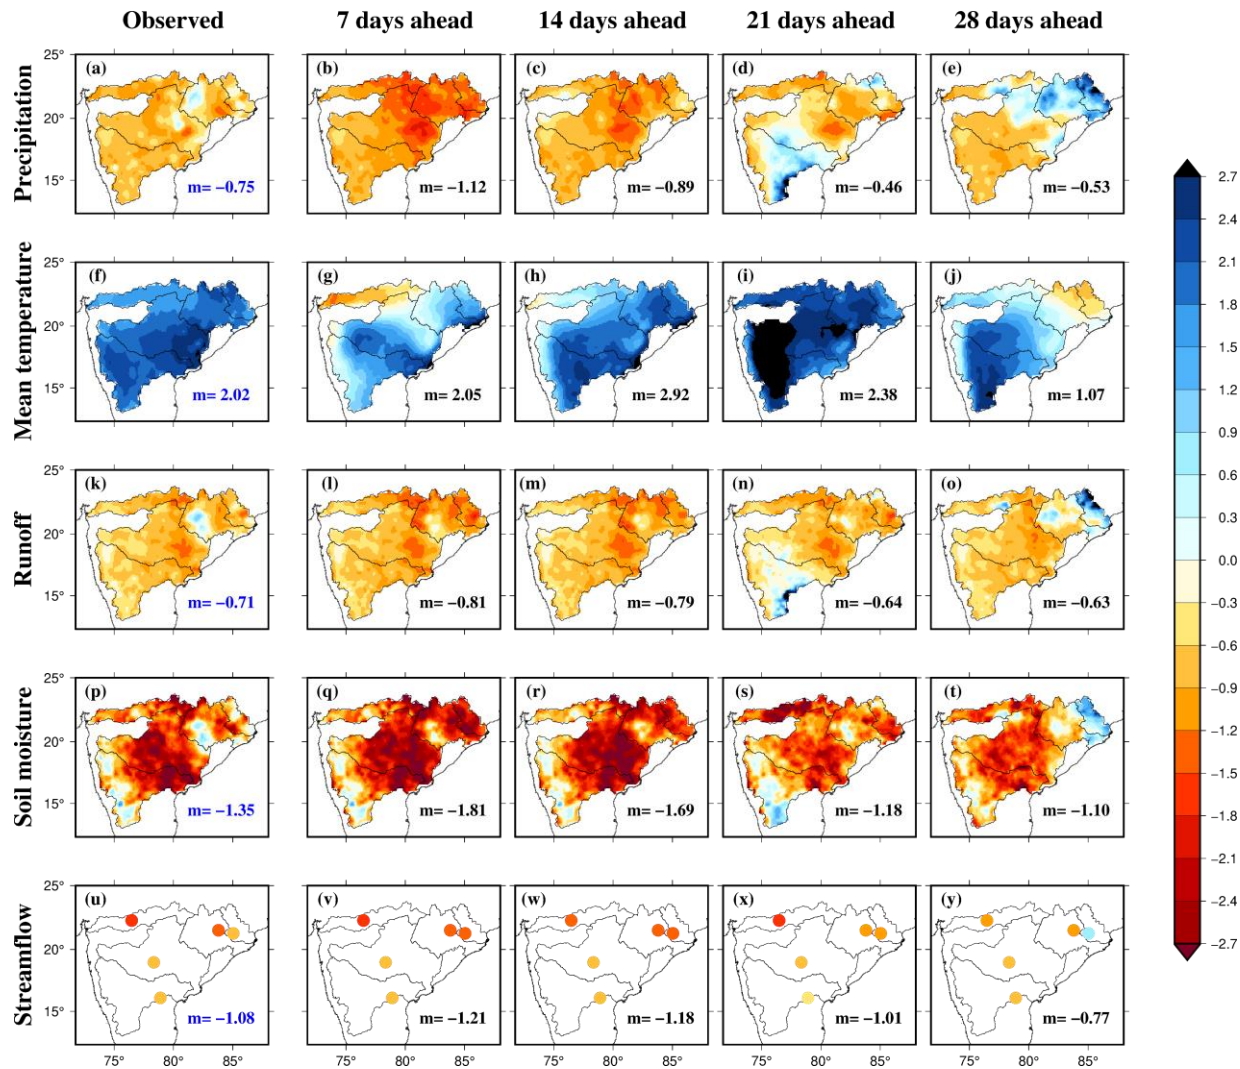 Observed 7 days ahead 14 days ahead 21 days ahead 28 days ahead
Precipitation
25° (a) (b) (c) (d) (e)
20°
15° m= −0.75 m= −1.12 m= −0.89 m= −0.46 m= −0.53
Mean temperature
25° (f) (g) (h) (i) (j)
20°
15° m= 2.02 m= 2.05 m= 2.92 m= 2.38 m= 1.07
Runoff
25° (k) (l) (m) (n) (o)
20°
15° m= −0.71 m= −0.81 m= −0.79 m= −0.64 m= −0.63
Soil moisture
25° (p) (q) (r) (s) (t)
20°
15° m= −1.35 m= −1.81 m= −1.69 m= −1.18 m= −1.10
Streamflow
25° (u) (v) (w) (x) (y)
20°
15° m= −1.08 m= −1.21 m= −1.18 m= −1.01 m= −0.77
75° 80° 85° 75° 80° 85° 75° 80° 85° 75° 80° 85° 75° 80° 85°
2.7
2.4
2.1
1.8
1.5
1.2
0.9
0.6
0.3
0.0
−0.3
−0.6
−0.9
−1.2
−1.5
−1.8
−2.1
−2.4
−2.7